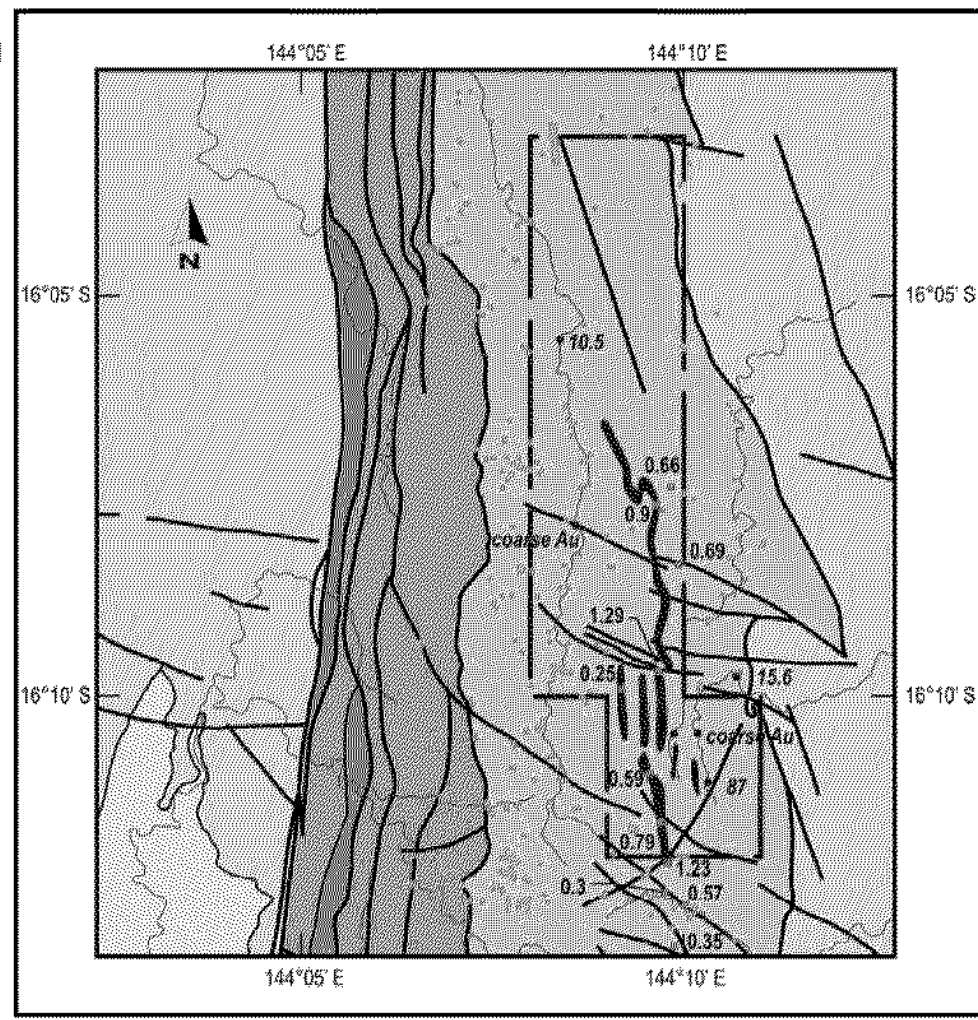 144°05' E
144°10' E
N
16°05' S
16°05' S
10.5
0.66
0.9
coarse Au
0.69
1.29
0.25
15.6
16°10' S
16°10' S
coarse Au
0.59
87
0.79
1.23
0.3
0.57
0.35
144°05' E
144°10' E